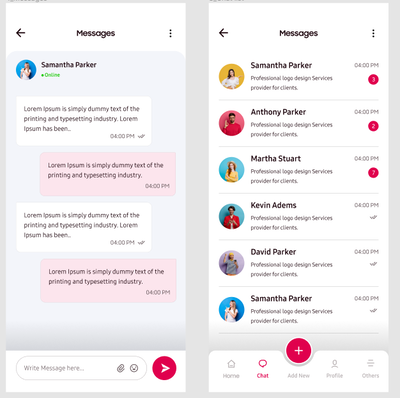 Messages
Samantha Parker
Online
Lorem Ipsum is simply dummy text of the
printing and typesetting industry. Lorem
Ipsum has been..
04:00 PM
Lorem Ipsum is simply dummy text of the
printing and typesetting industry.
04:00 PM
Lorem Ipsum is simply dummy text of the
printing and typesetting industry. Lorem
Ipsum has been..
04:00 PM
Lorem Ipsum is simply dummy text of the
printing and typesetting industry.
04:00 PM
Write Message here...
Messages
Samantha Parker 04:00 PM
Professional logo design Services 3
provider for clients.
Anthony Parker 04:00 PM
Professional logo design Services 2
provider for clients.
Martha Stuart 04:00 PM
Professional logo design Services 7
provider for clients.
Kevin Adems 04:00 PM
Professional logo design Services
provider for clients.
David Parker 04:00 PM
Professional logo design Services
provider for clients.
Samantha Parker 04:00 PM
Professional logo design Services
provider for clients.
Home Chat Add New Profile Others